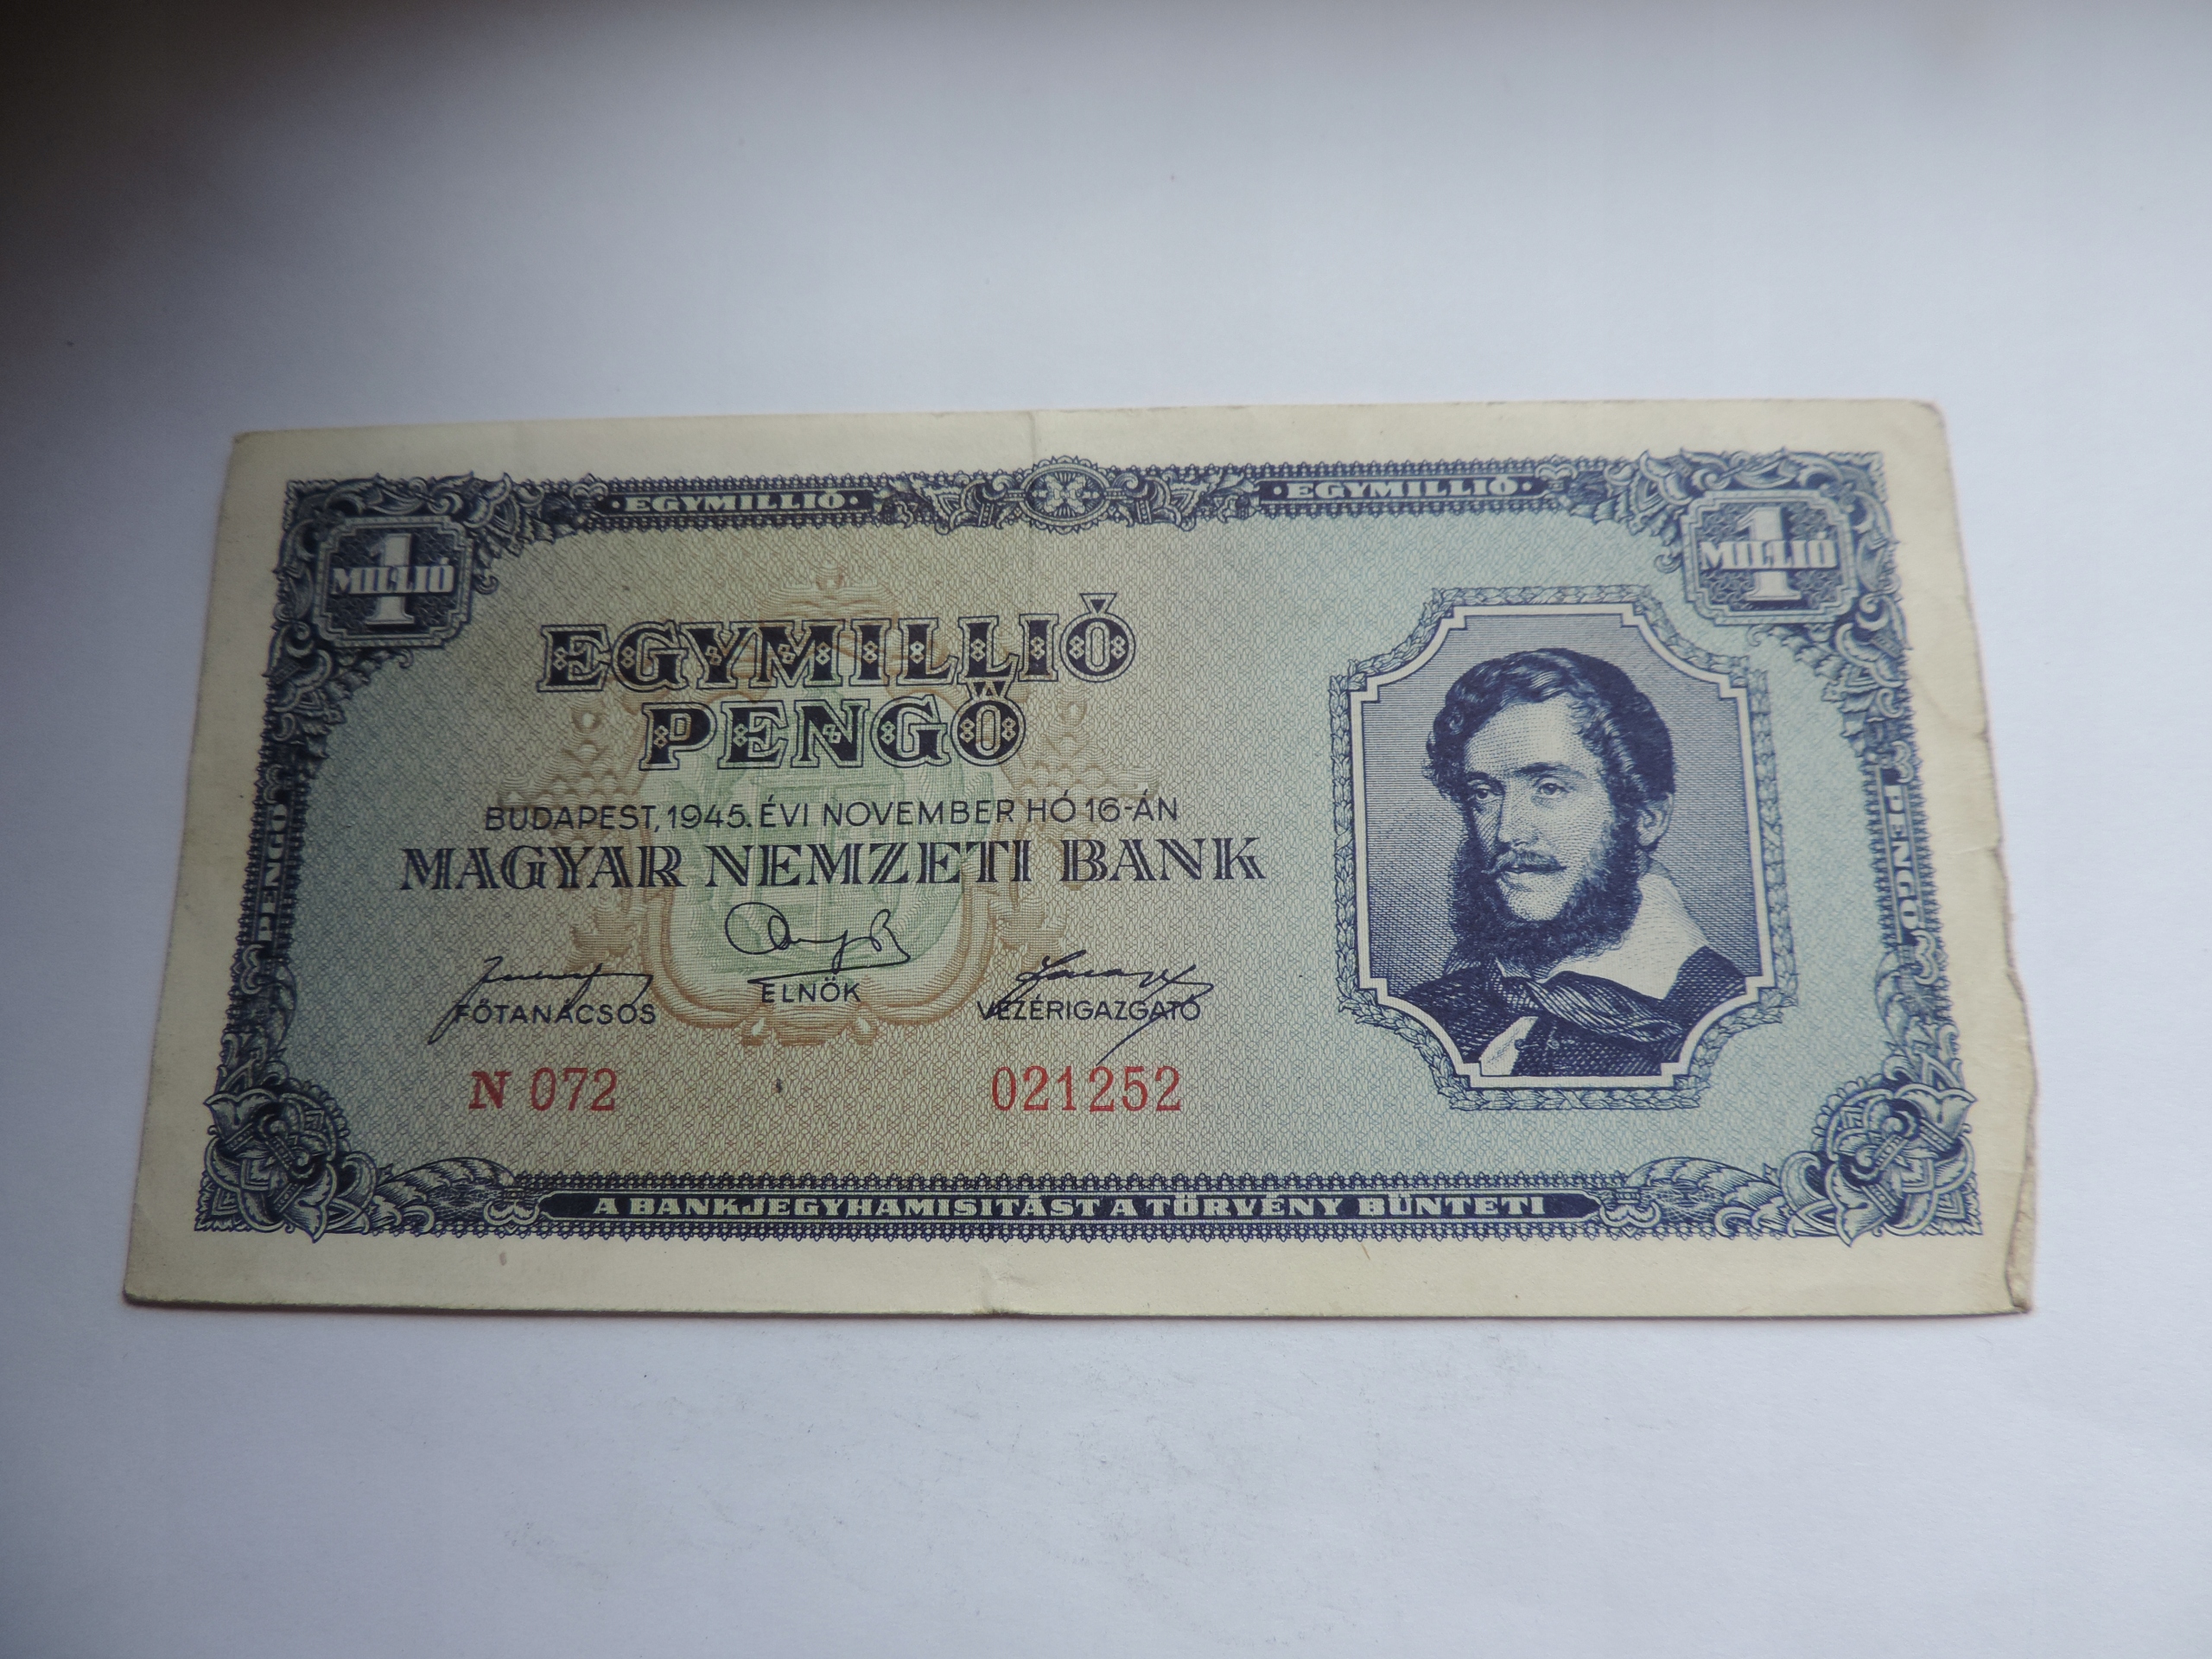 ·EGYMILLIÓ· ·EGYMILLIÓ·
1 MILLIÓ
1 MILLIÓ
EGYMILLIÓ
PENGŐ
BUDAPEST, 1945. ÉVI NOVEMBER HÓ 16-ÁN
MAGYAR NEMZETI BANK
PENGŐ
PENGŐ
ELNÖK
FŐTANÁCSOS VEZÉRIGAZGATÓ
N 072 021252
A BANKJEGYHAMISITÁST A TÖRVÉNY BÜNTETI